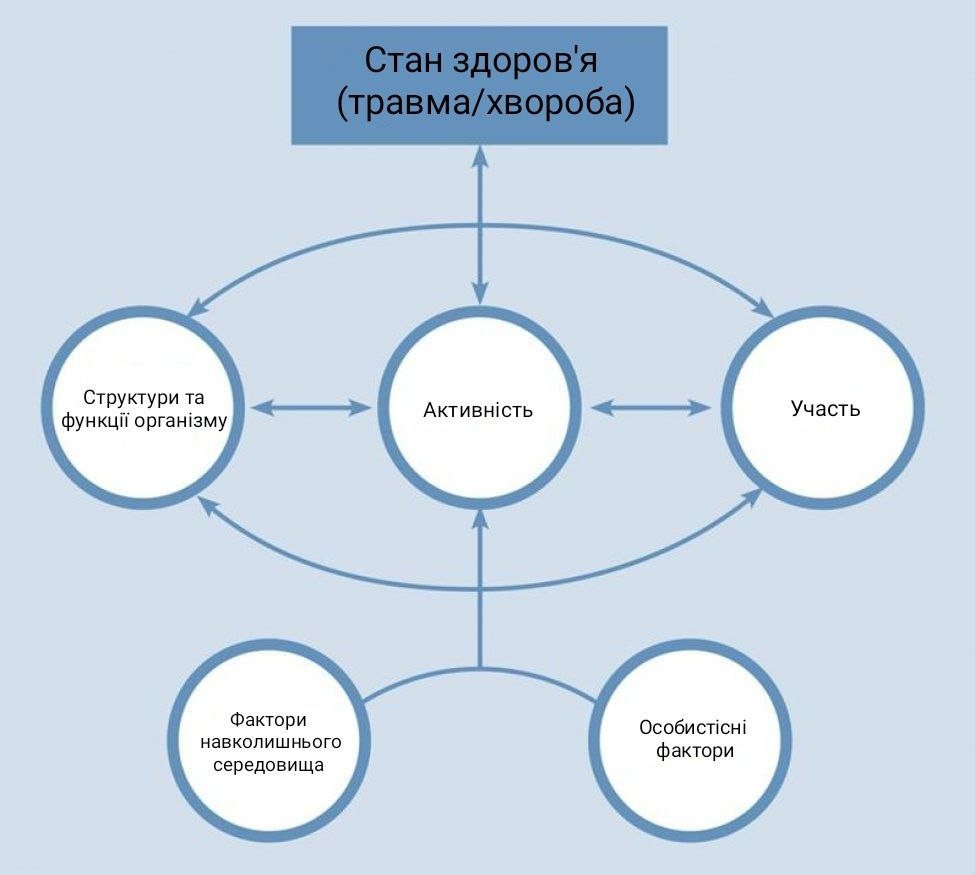 Стан здоров'я
(травма/хвороба)
Структури та
функції організму
Активність
Участь
Фактори
навколишнього
середовища
Особистісні
фактори